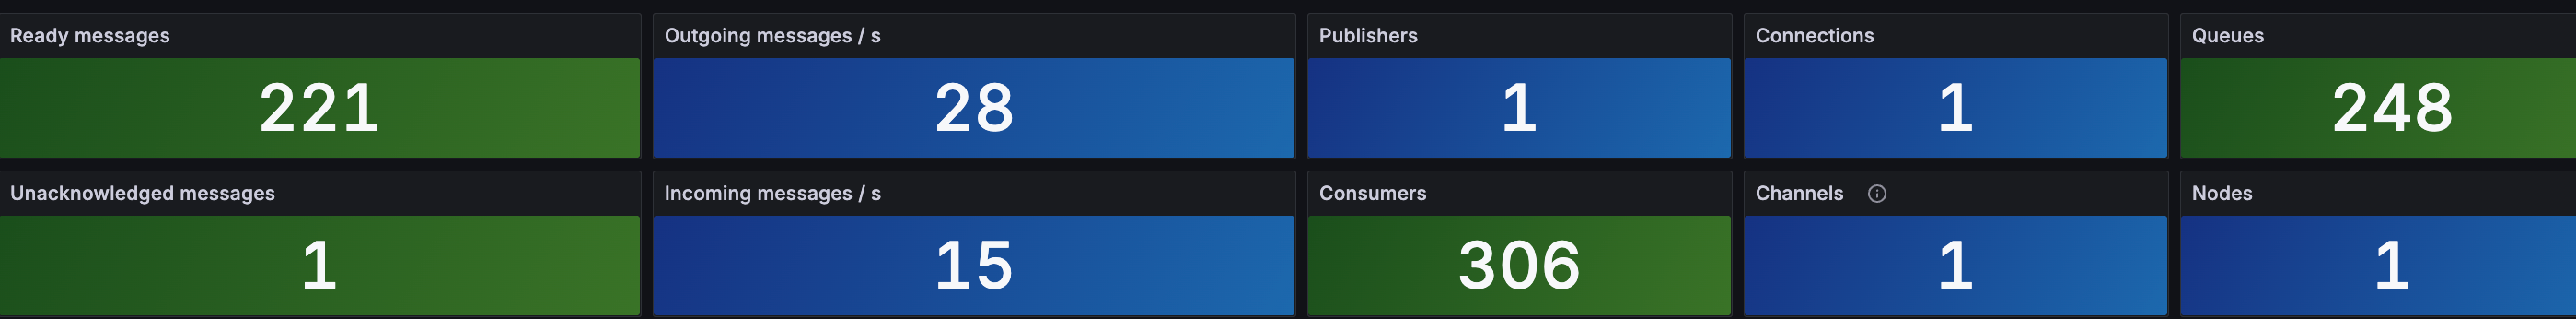 Ready messages
Outgoing messages / s
Publishers
Connections
Queues
221
28
1
1
248
Unacknowledged messages
Incoming messages / s
Consumers
Channels
Nodes
1
15
306
1
1